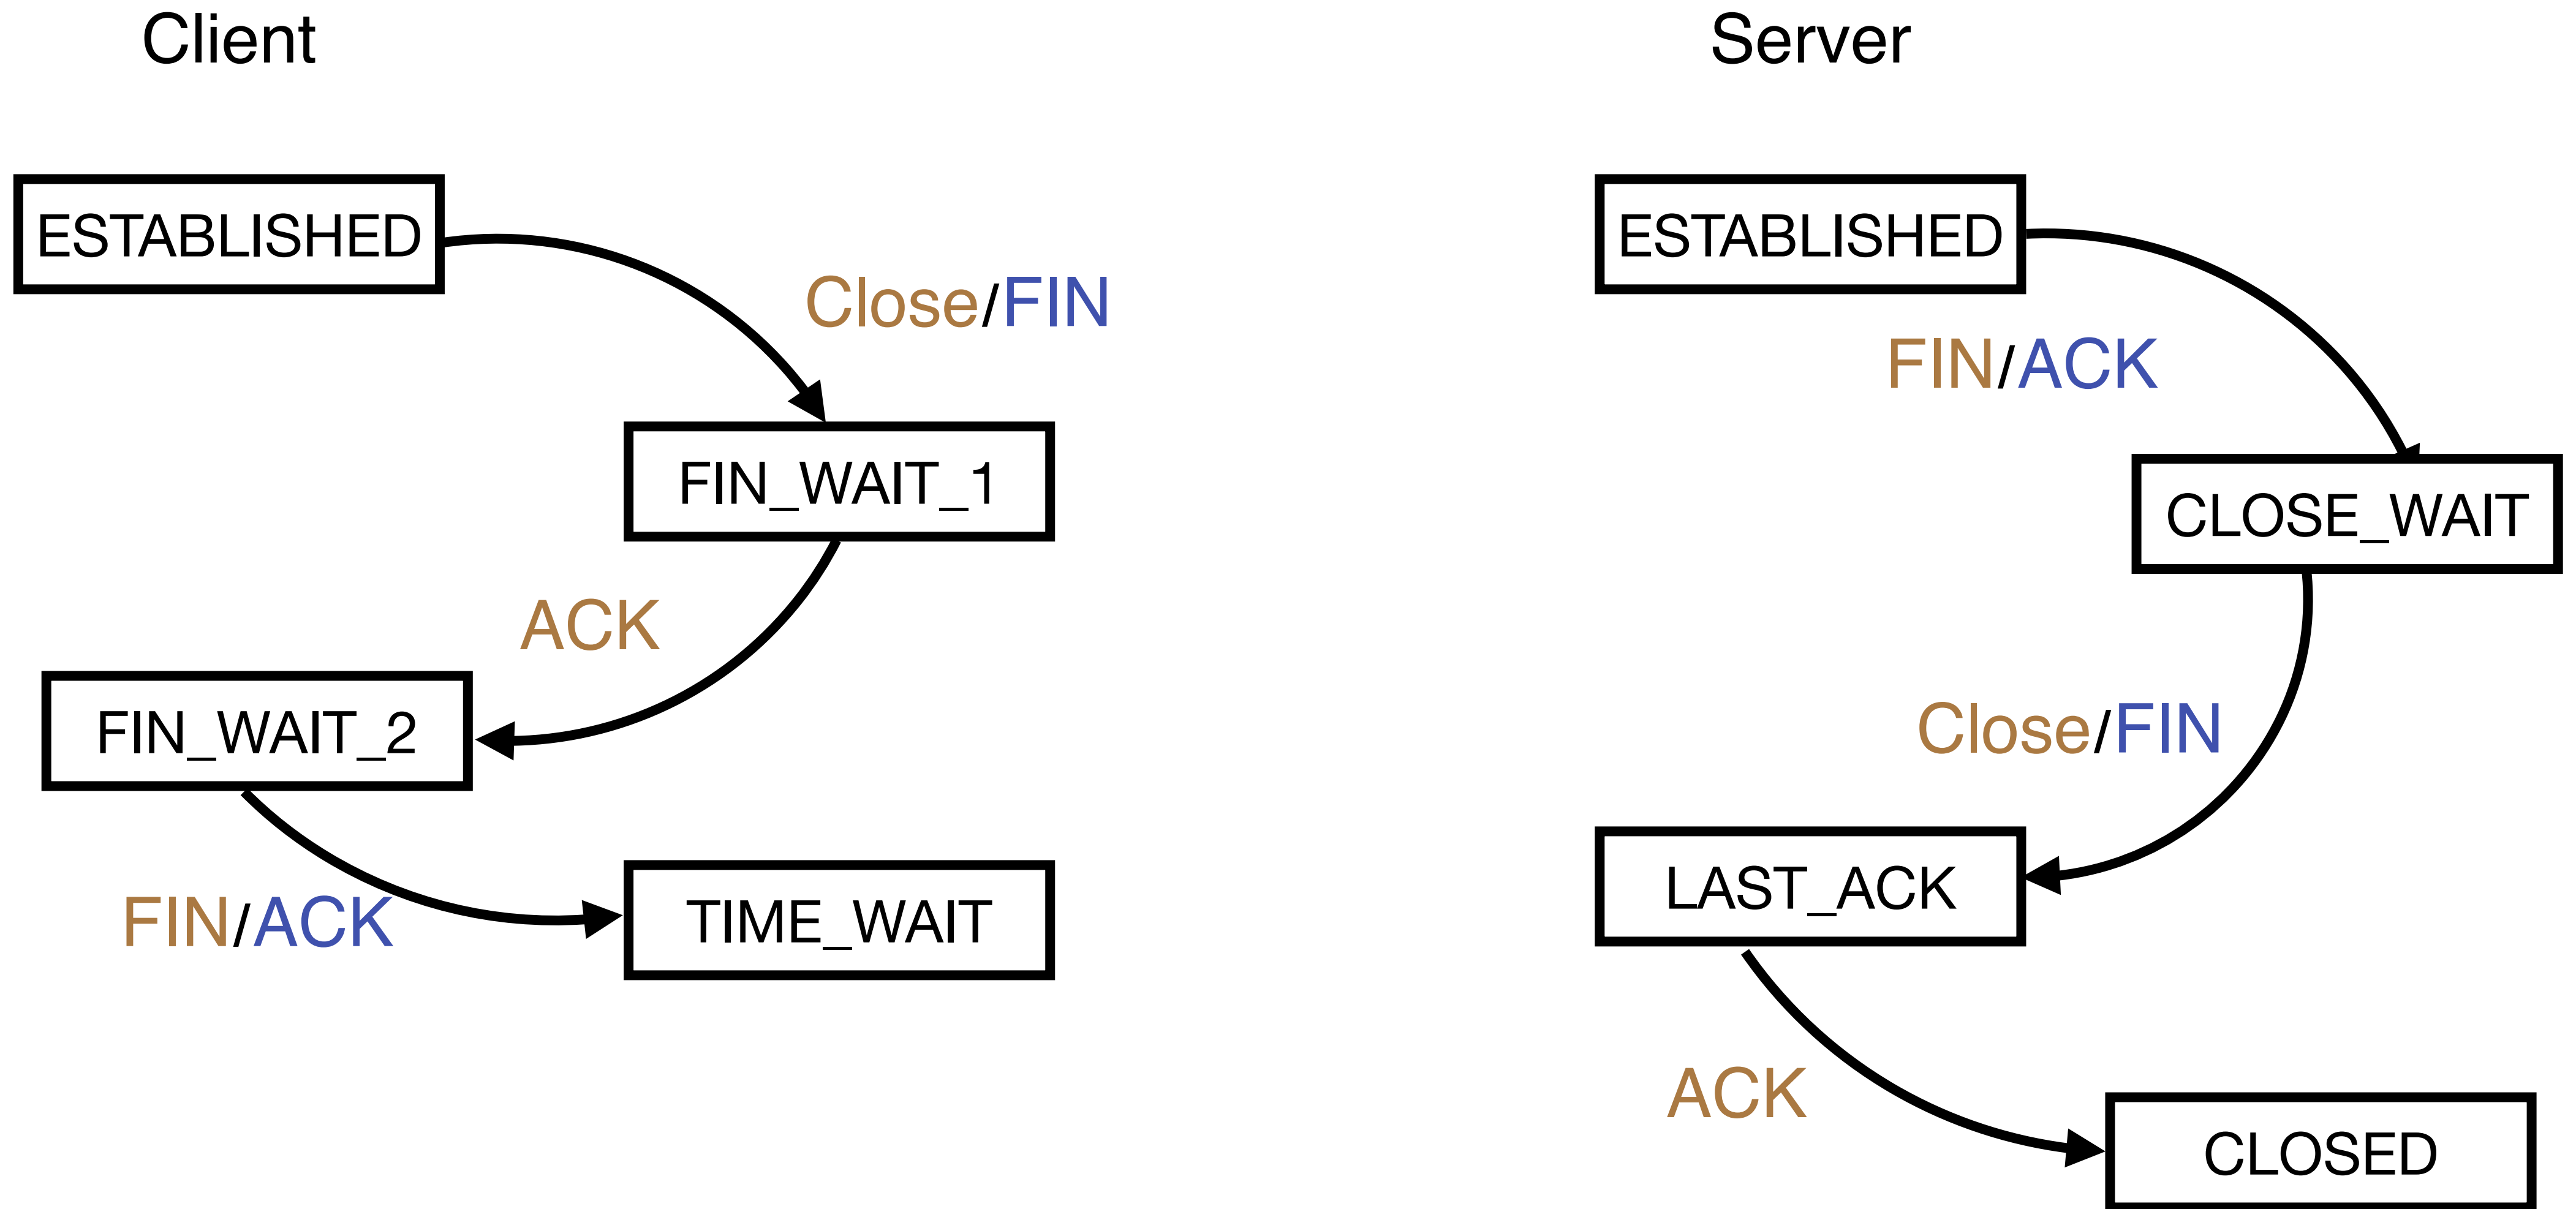 Client
ESTABLISHED
Close/FIN
FIN_WAIT_1
ACK
FIN_WAIT_2
FIN/ACK
TIME_WAIT
Server
ESTABLISHED
FIN/ACK
CLOSE_WAIT
Close/FIN
LAST_ACK
ACK
CLOSED